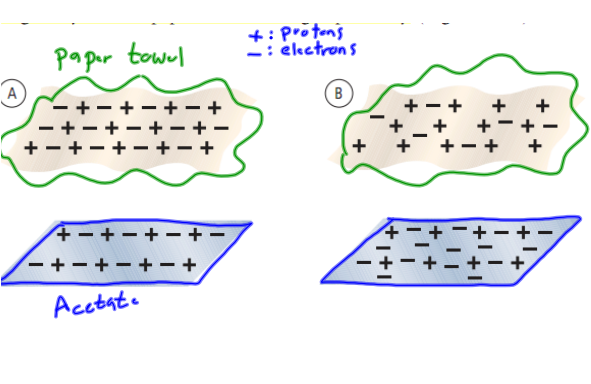 + : Protons
− : electrons
Paper towel
A
B
− + − + − + − +
− + − + − + − + −
+ − + − + − + − +
+ − + + +
− + − + + − + −
+ + + − + +
+ − + − + − + −
− + − + − + − +
+ − + − + − + −
− − − − −
− + − + − + − +
− −
Acetate